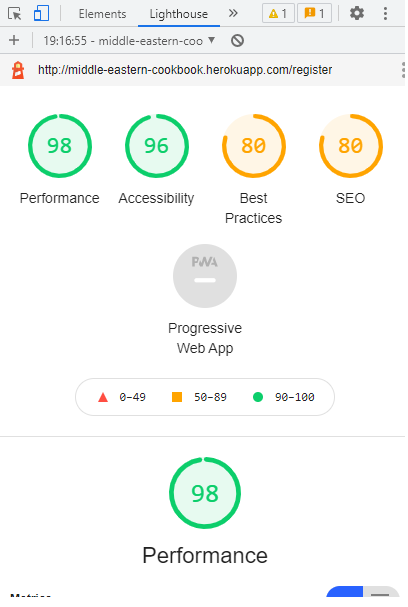 Elements Lighthouse » 1 1
+ 19:16:55 - middle-eastern-coo
http://middle-eastern-cookbook.herokuapp.com/register
98 96 80 80
Performance Accessibility Best Practices SEO
PWA
Progressive
Web App
0–49 50–89 90–100
98
Performance
Metrics